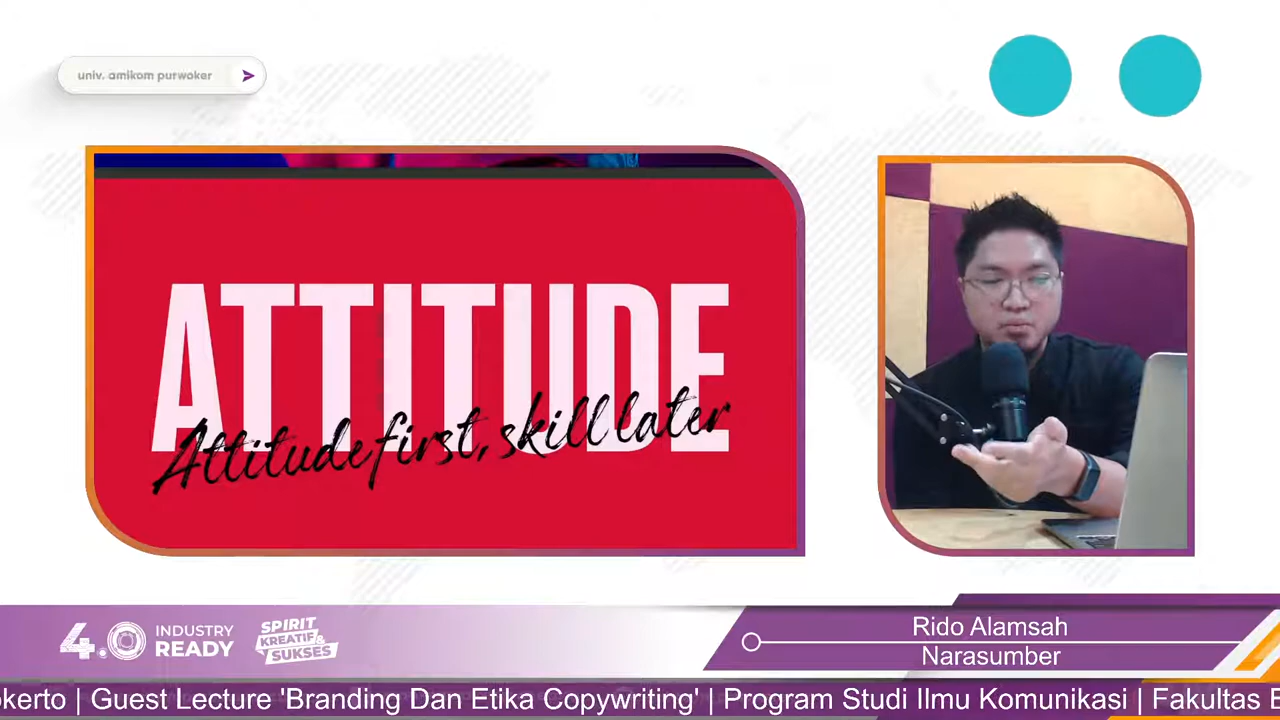 univ. amikom purwoker
ATTITUDE
Attitude first, skill later
4.0 INDUSTRY READY
SPIRIT
KREATIF &
SUKSES
Rido Alamsah
Narasumber
okerto | Guest Lecture 'Branding Dan Etika Copywriting' | Program Studi Ilmu Komunikasi | Fakultas